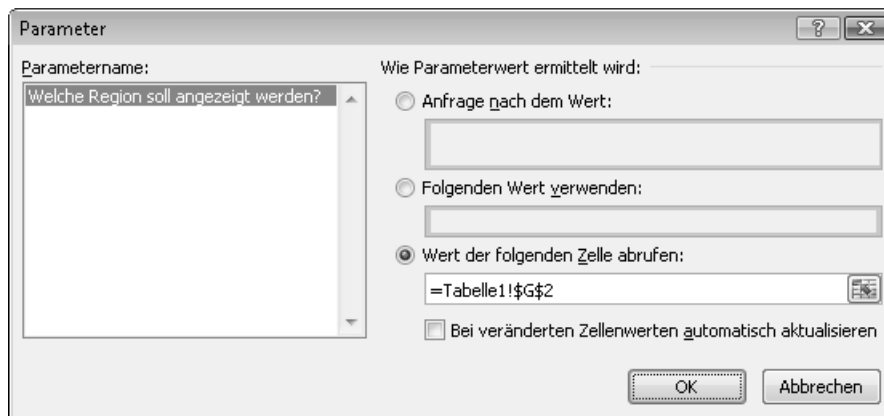 Parameter
Parametername:
Welche Region soll angezeigt werden?
Wie Parameterwert ermittelt wird:
Anfrage nach dem Wert:
Folgenden Wert verwenden:
Wert der folgenden Zelle abrufen:
=Tabelle1!$G$2
Bei veränderten Zellenwerten automatisch aktualisieren
OK
Abbrechen